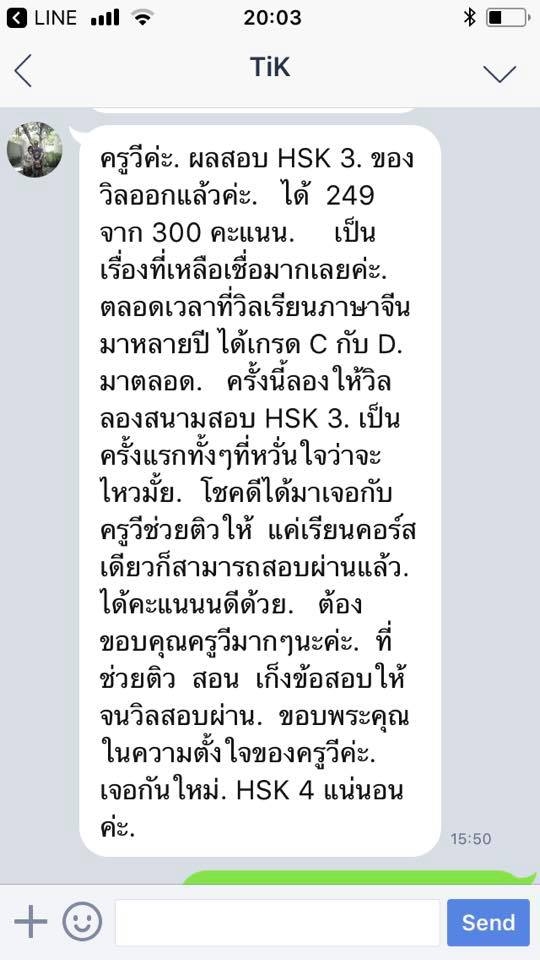 LINE
20:03
TiK
ครูวีค่ะ. ผลสอบ HSK 3. ของ
วิลออกแล้วค่ะ. ได้ 249
จาก 300 คะแนน. เป็น
เรื่องที่เหลือเชื่อมากเลยค่ะ.
ตลอดเวลาที่วิลเรียนภาษาจีน
มาหลายปี ได้เกรด C กับ D.
มาตลอด. ครั้งนี้ลองให้วิล
ลองสนามสอบ HSK 3. เป็น
ครั้งแรกทั้งๆที่หวั่นใจว่าจะ
ไหวมั้ย. โชคดีได้มาเจอกับ
ครูวีช่วยติวให้ แค่เรียนคอร์ส
เดียวก็สามารถสอบผ่านแล้ว.
ได้คะแนนนดีด้วย. ต้อง
ขอบคุณครูวีมากๆนะค่ะ. ที่
ช่วยติว สอน เก็งข้อสอบให้
จนวิลสอบผ่าน. ขอบพระคุณ
ในความตั้งใจของครูวีค่ะ.
เจอกันใหม่. HSK 4 แน่นอน
ค่ะ.
15:50
Send